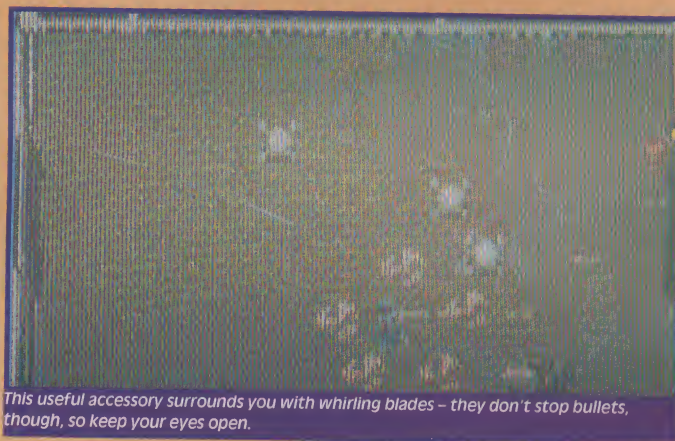 This useful accessory surrounds you with whirling blades – they don't stop bullets,
though, so keep your eyes open.